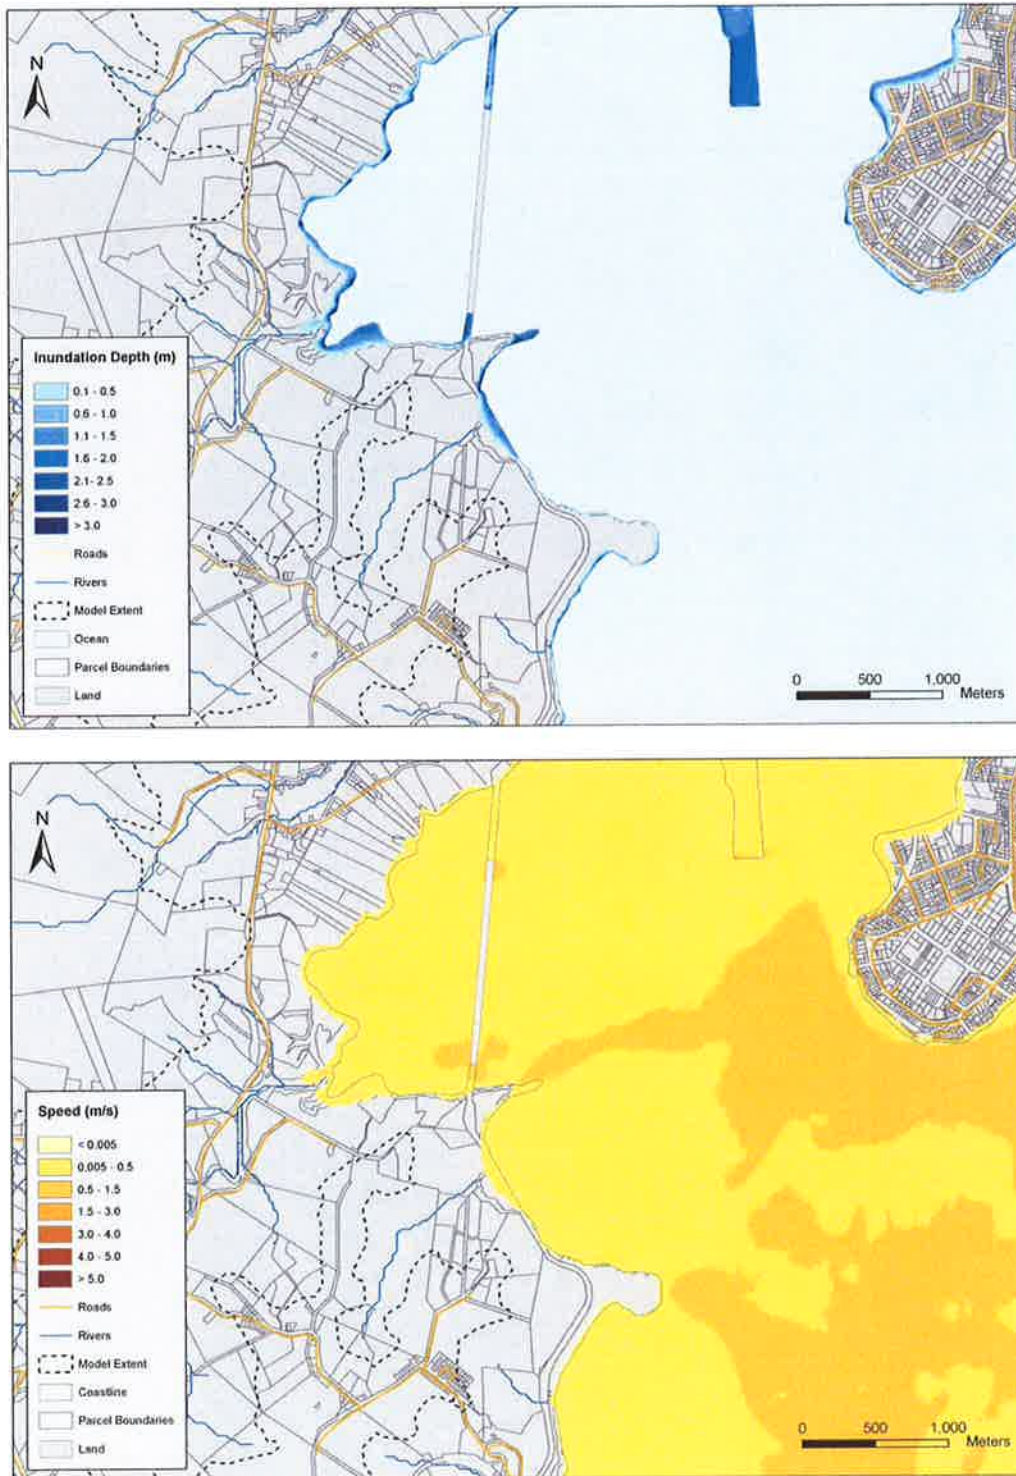 N
Inundation Depth (m)
0.1 - 0.5
0.6 - 1.0
1.1 - 1.5
1.6 - 2.0
2.1- 2.5
2.6 - 3.0
> 3.0
Roads
Rivers
Model Extent
Ocean
Parcel Boundaries
Land
0 500 1,000
Meters
N
Speed (m/s)
< 0.005
0.005 - 0.5
0.5 - 1.5
1.5 - 3.0
3.0 - 4.0
4.0 - 5.0
> 5.0
Roads
Rivers
Model Extent
Coastline
Parcel Boundaries
Land
0 500 1,000
Meters